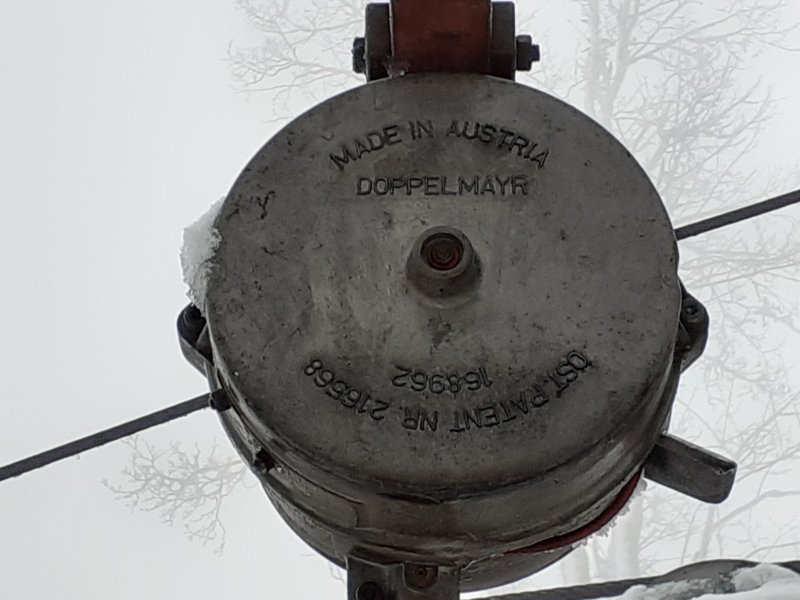 MADE IN AUSTRIA
DOPPELMAYR
ÖST. PATENT NR. 216568
168962